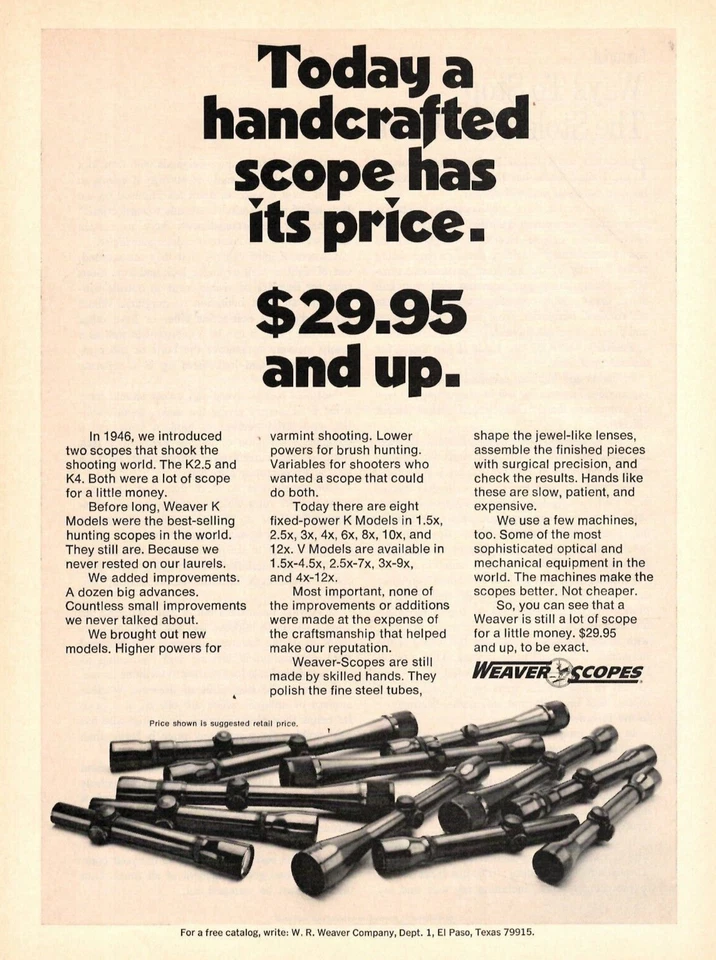 Today a
handcrafted
scope has
its price.
$29.95
and up.
In 1946, we introduced
two scopes that shook the
shooting world. The K2.5 and
K4. Both were a lot of scope
for a little money.
Before long, Weaver K
Models were the best-selling
hunting scopes in the world.
They still are. Because we
never rested on our laurels.
We added improvements.
A dozen big advances.
Countless small improvements
we never talked about.
We brought out new
models. Higher powers for
varmint shooting. Lower
powers for brush hunting.
Variables for shooters who
wanted a scope that could
do both.
Today there are eight
fixed-power K Models in 1.5x,
2.5x, 3x, 4x, 6x, 8x, 10x, and
12x. V Models are available in
1.5x-4.5x, 2.5x-7x, 3x-9x,
and 4x-12x.
Most important, none of
the improvements or additions
were made at the expense of
the craftsmanship that helped
make our reputation.
Weaver-Scopes are still
made by skilled hands. They
polish the fine steel tubes,
shape the jewel-like lenses,
assemble the finished pieces
with surgical precision, and
check the results. Hands like
these are slow, patient, and
expensive.
We use a few machines,
too. Some of the most
sophisticated optical and
mechanical equipment in the
world. The machines make the
scopes better. Not cheaper.
So, you can see that a
Weaver is still a lot of scope
for a little money. $29.95
and up, to be exact.
WEAVER SCOPES®
Price shown is suggested retail price.
For a free catalog, write: W. R. Weaver Company, Dept. 1, El Paso, Texas 79915.